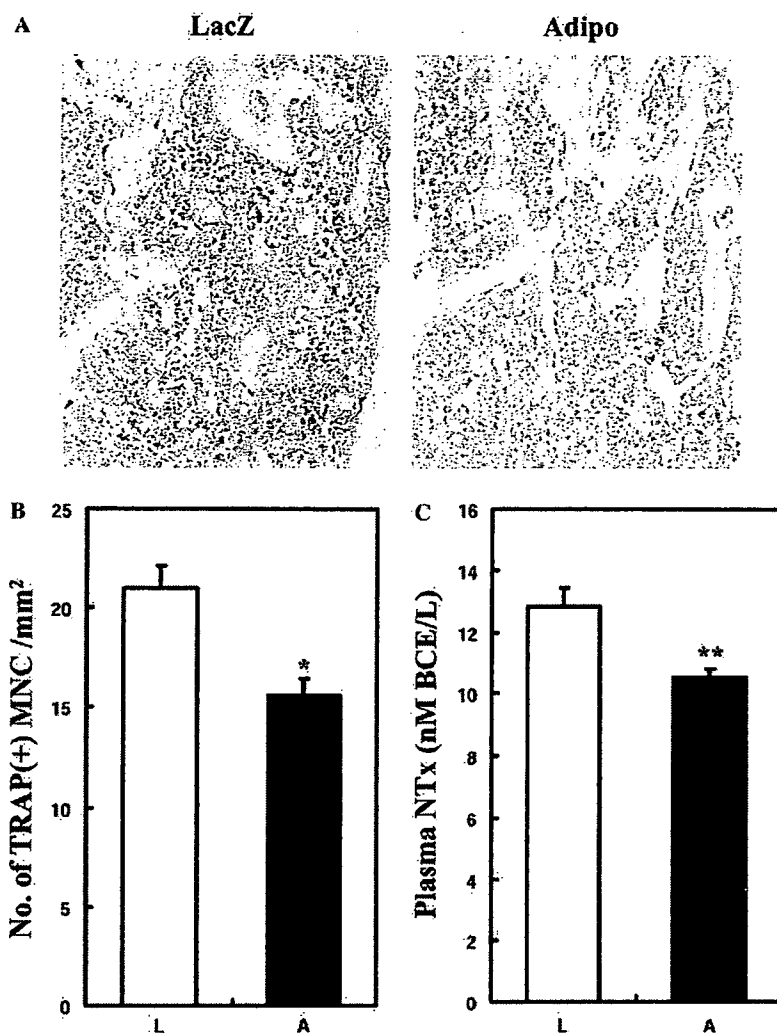 A
LacZ
Adipo
B
No. of TRAP(+) MNC /mm²
25
20
15
10
5
0
*
L
A
C
Plasma NTx (nM BCE/L)
16
14
12
10
8
6
4
2
0
**
L
A